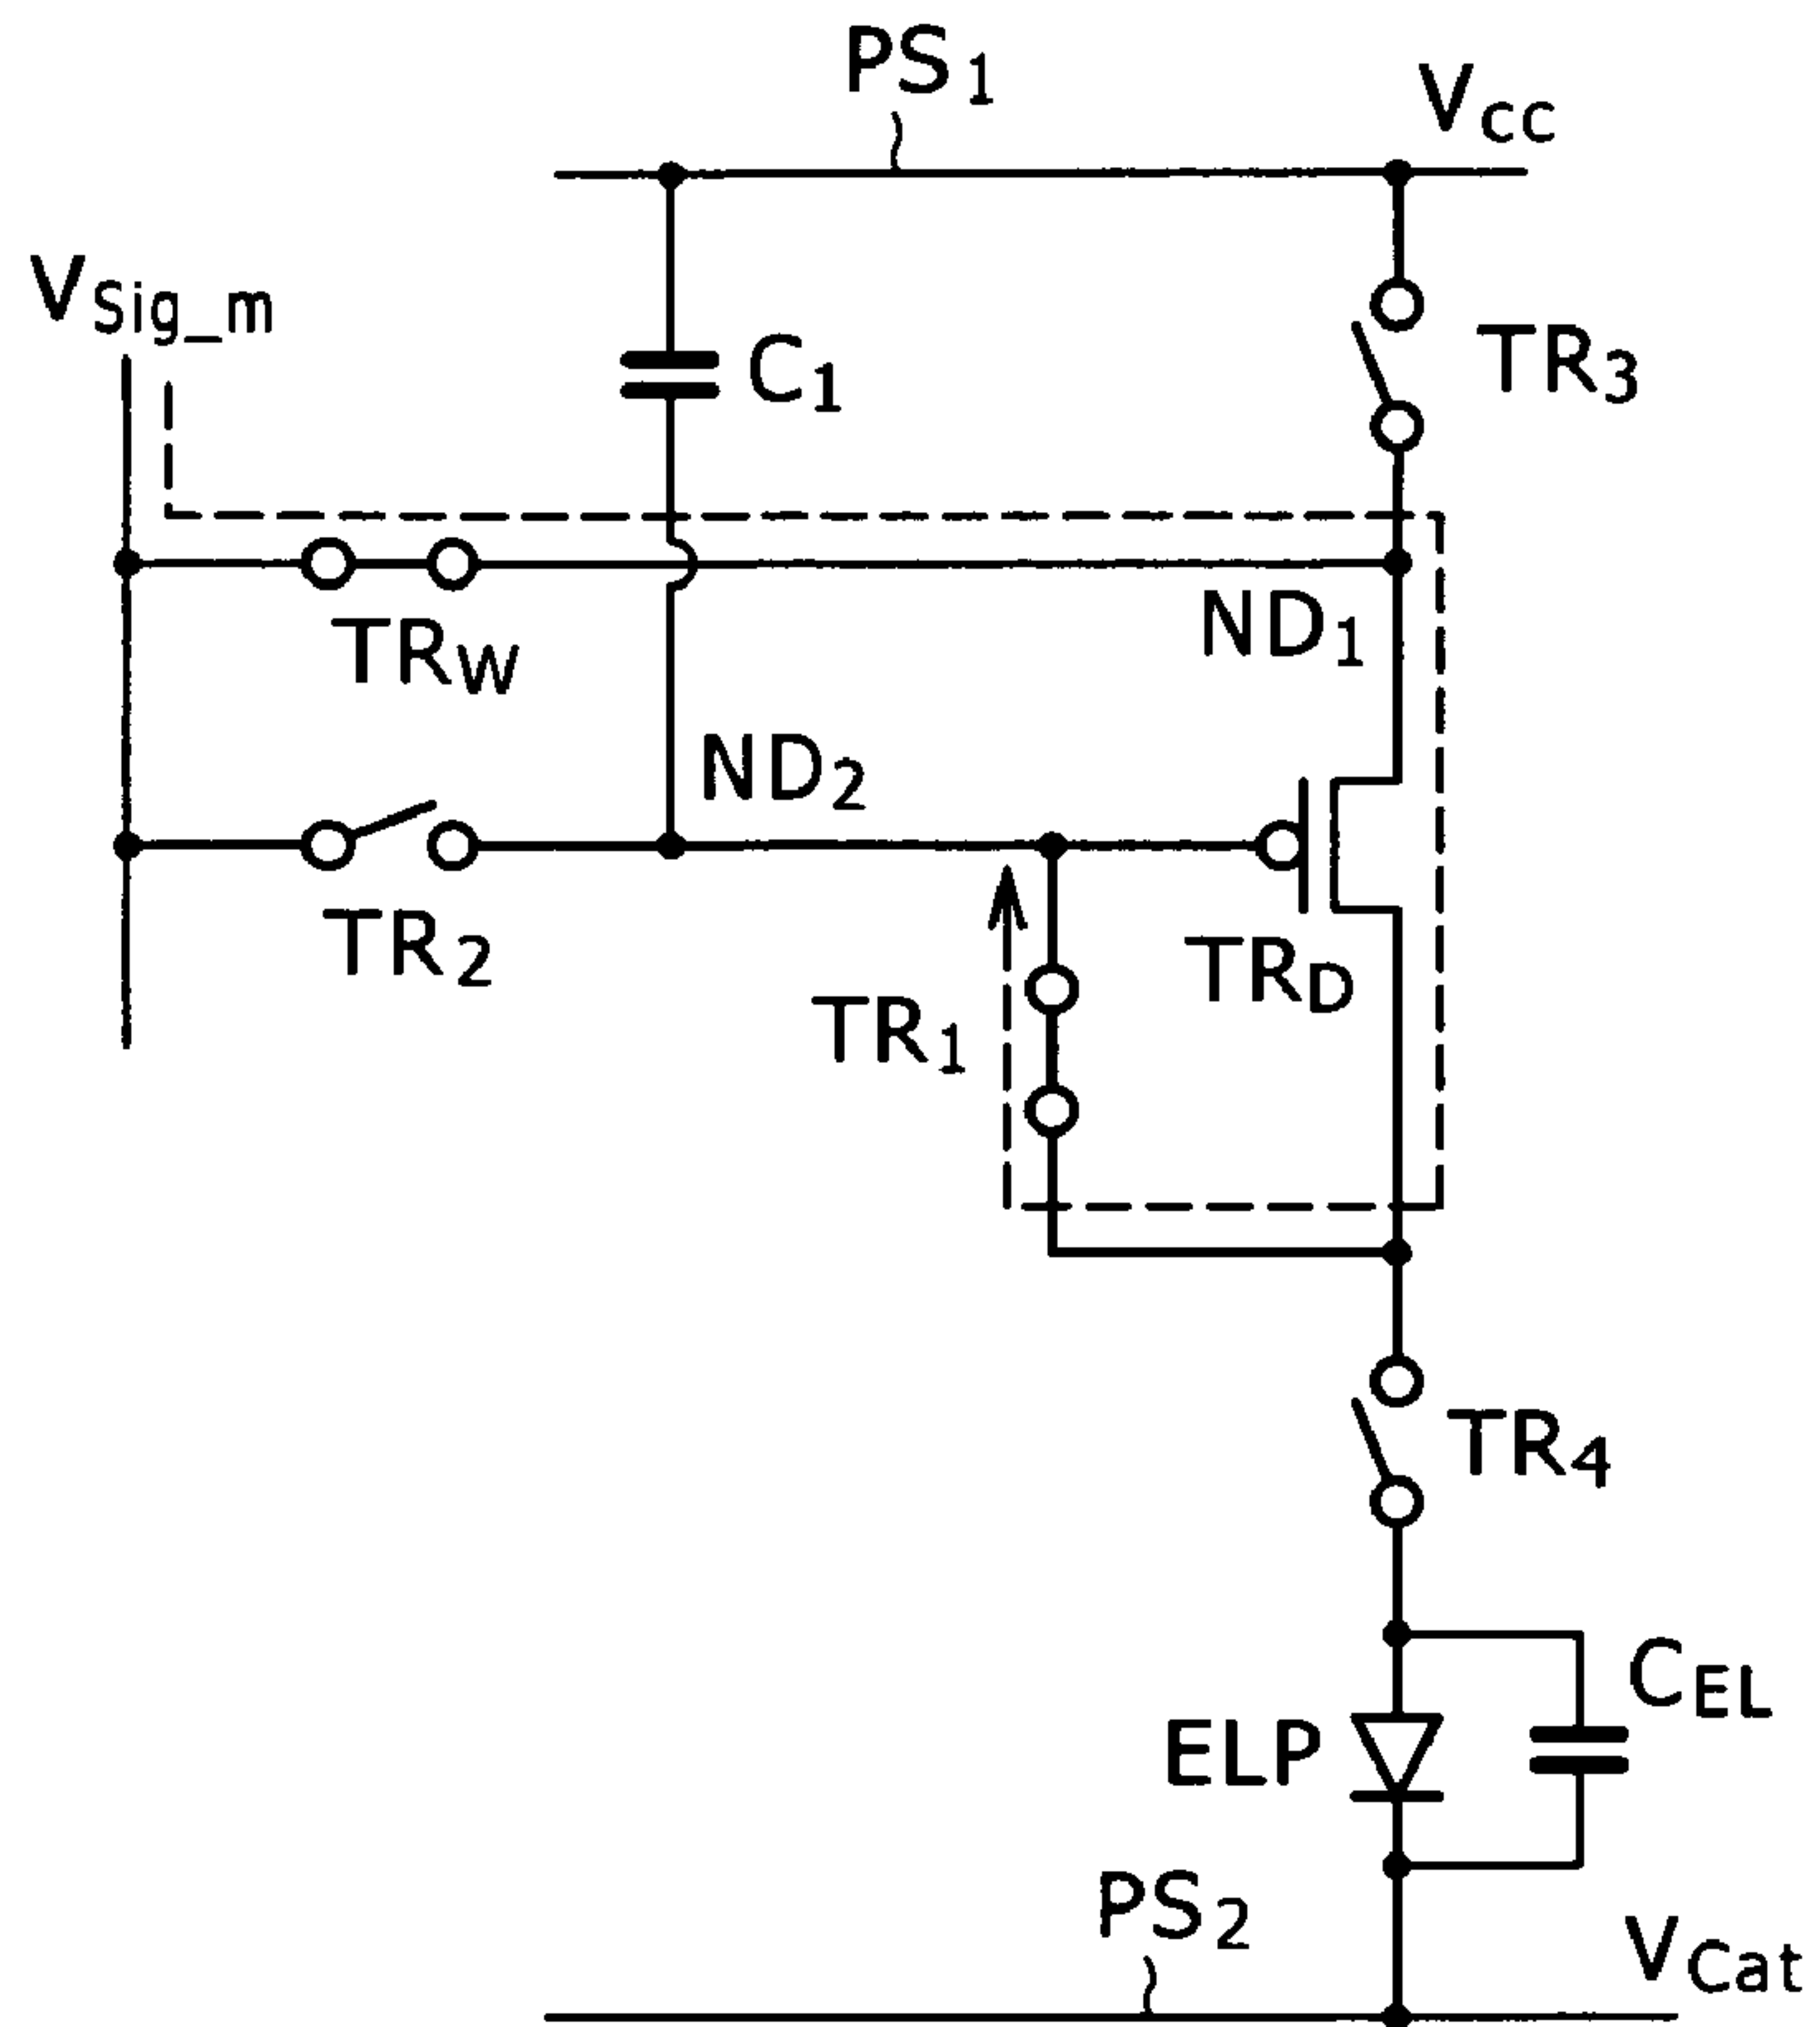 PS1
VCC
VSig_m
C1
TR3
TRW
ND1
ND2
TR2
TRD
TR1
TR4
CEL
ELP
PS2
VCat